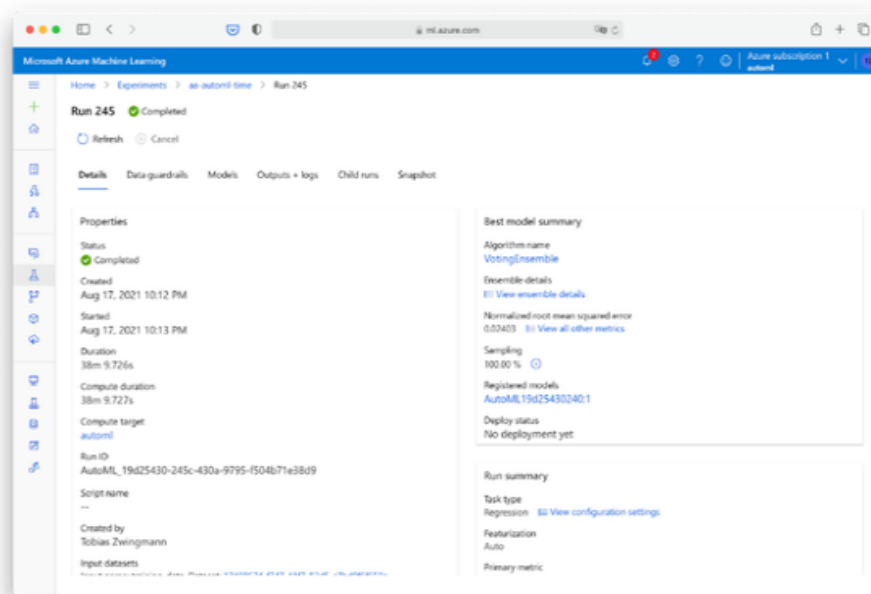 ml.azure.com
Microsoft Azure Machine Learning
2
Azure subscription 1
automl
Home > Experiments > aa-automl-time > Run 245
Run 245 Completed
Refresh Cancel
Details Data guardrails Models Outputs + logs Child runs Snapshot
Properties
Status
Completed
Created
Aug 17, 2021 10:12 PM
Started
Aug 17, 2021 10:13 PM
Duration
38m 9.726s
Compute duration
38m 9.727s
Compute target
automl
Run ID
AutoML_19d25430-245c-430a-9795-f504b71e38d9
Script name
--
Created by
Tobias Zwingmann
Input datasets
Best model summary
Algorithm name
VotingEnsemble
Ensemble details
View ensemble details
Normalized root mean squared error
0.02403 View all other metrics
Sampling
100.00 %
Registered models
AutoML19d25430240:1
Deploy status
No deployment yet
Run summary
Task type
Regression View configuration settings
Featurization
Auto
Primary metric